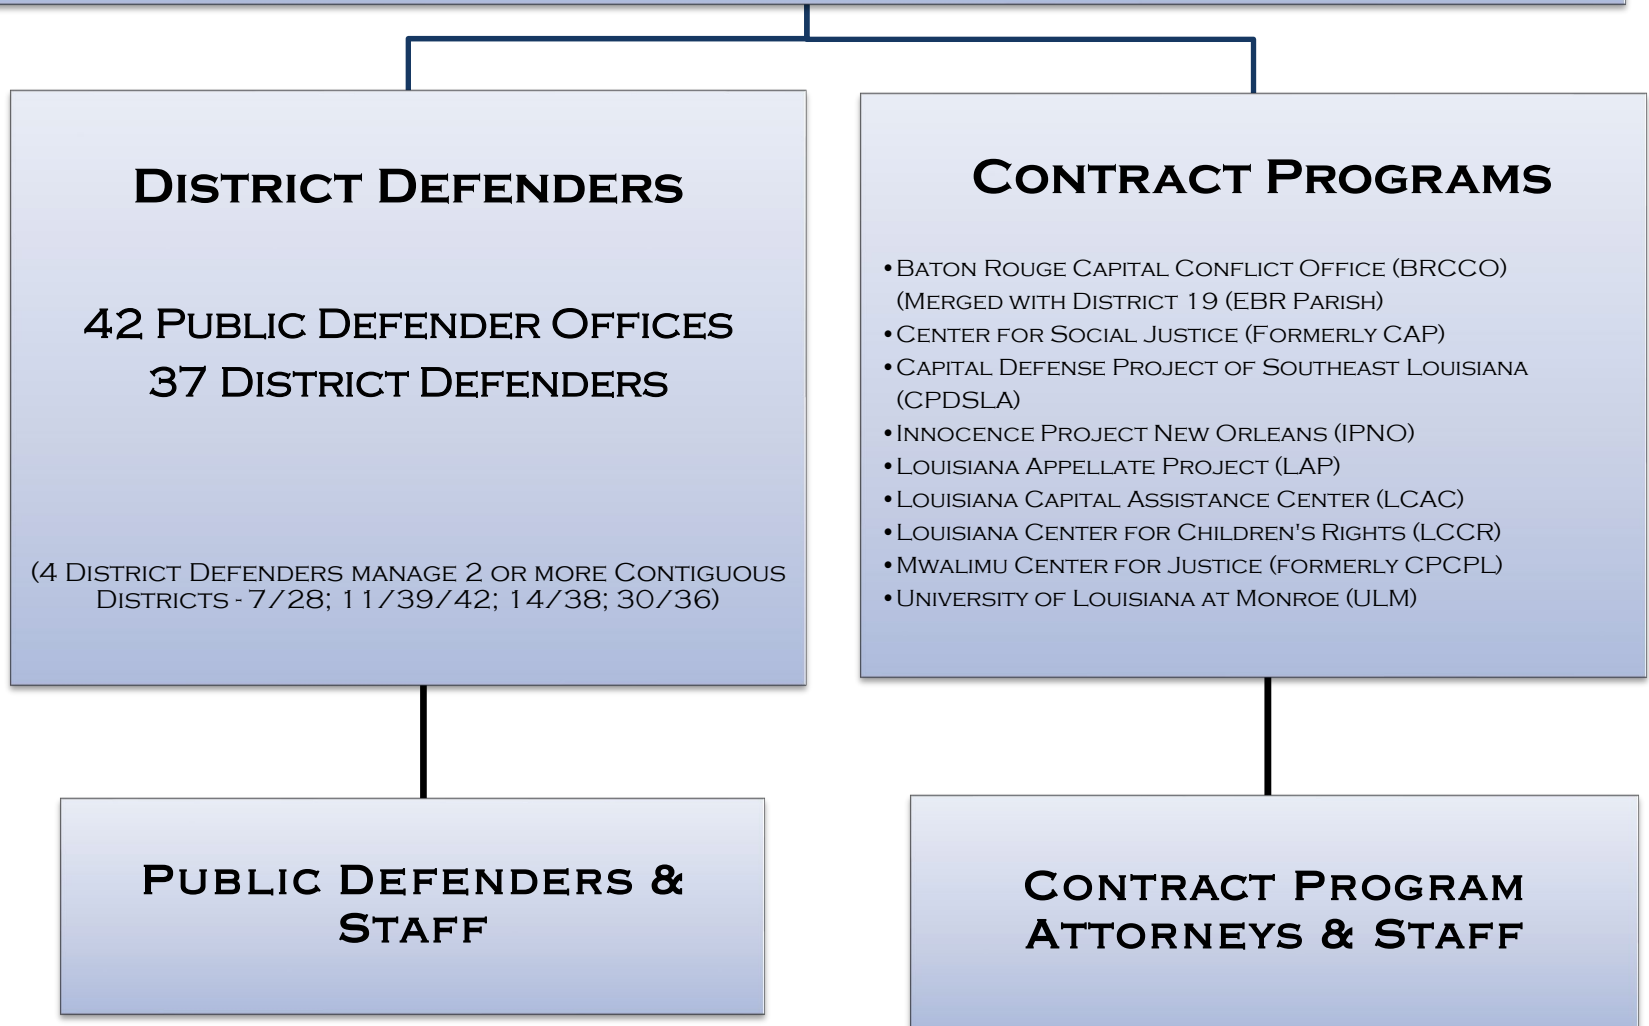 DISTRICT DEFENDERS
42 PUBLIC DEFENDER OFFICES
37 DISTRICT DEFENDERS
(4 DISTRICT DEFENDERS MANAGE 2 OR MORE CONTIGUOUS
DISTRICTS - 7/28; 11/39/42; 14/38; 30/36)
CONTRACT PROGRAMS
•BATON ROUGE CAPITAL CONFLICT OFFICE (BRCCO)
(MERGED WITH DISTRICT 19 (EBR PARISH)
•CENTER FOR SOCIAL JUSTICE (FORMERLY CAP)
•CAPITAL DEFENSE PROJECT OF SOUTHEAST LOUISIANA
(CPDSLA)
•INNOCENCE PROJECT NEW ORLEANS (IPNO)
•LOUISIANA APPELLATE PROJECT (LAP)
•LOUISIANA CAPITAL ASSISTANCE CENTER (LCAC)
•LOUISIANA CENTER FOR CHILDREN'S RIGHTS (LCCR)
•MWALIMU CENTER FOR JUSTICE (FORMERLY CPCPL)
•UNIVERSITY OF LOUISIANA AT MONROE (ULM)
PUBLIC DEFENDERS &
STAFF
CONTRACT PROGRAM
ATTORNEYS & STAFF